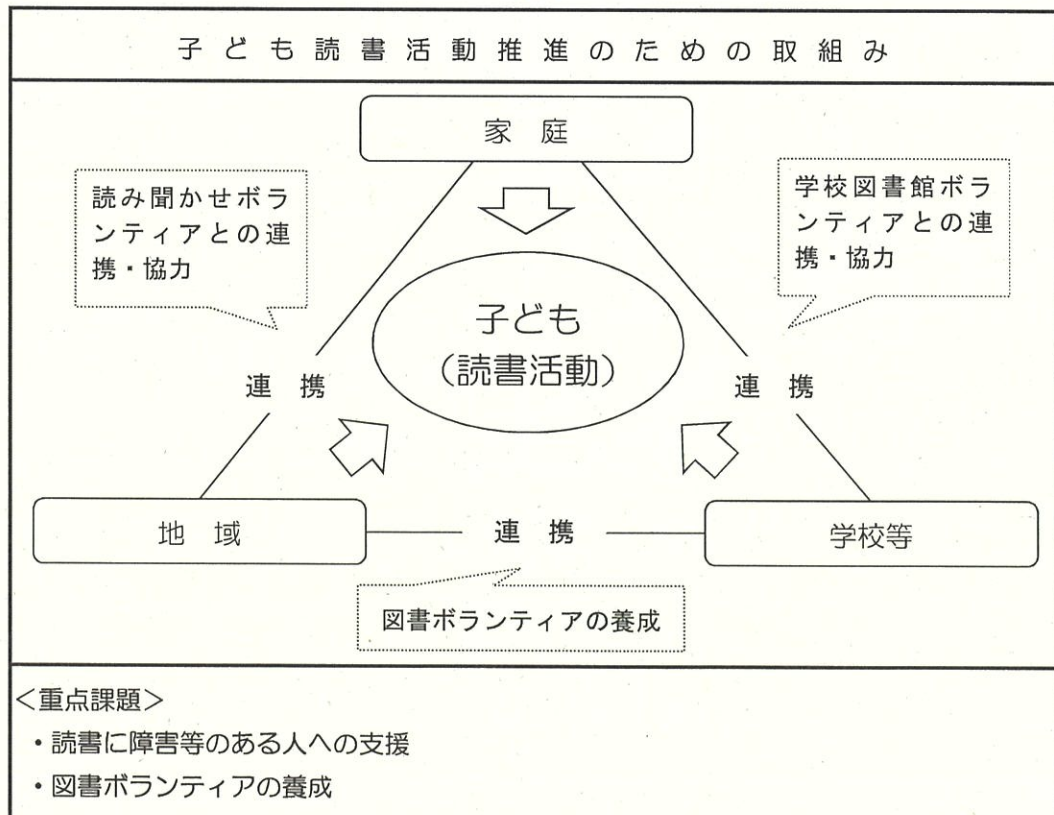 子ども読書活動推進のための取組み
家庭
読み聞かせボラ
ンティアとの連
携・協力
学校図書館ボラ
ンティアとの連
携・協力
子ども
（読書活動）
連携
連携
地域
連携
学校等
図書ボランティアの養成
＜重点課題＞
・読書に障害等のある人への支援
・図書ボランティアの養成